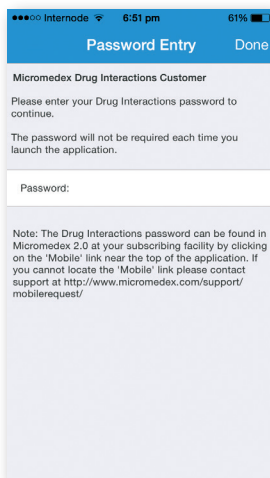 Internode 6:51 pm 61%
Password Entry Done
Micromedex Drug Interactions Customer
Please enter your Drug Interactions password to
continue.
The password will not be required each time you
launch the application.
Password:
Note: The Drug Interactions password can be found in
Micromedex 2.0 at your subscribing facility by clicking
on the 'Mobile' link near the top of the application. If
you cannot locate the 'Mobile' link please contact
support at http://www.micromedex.com/support/
mobilerequest/